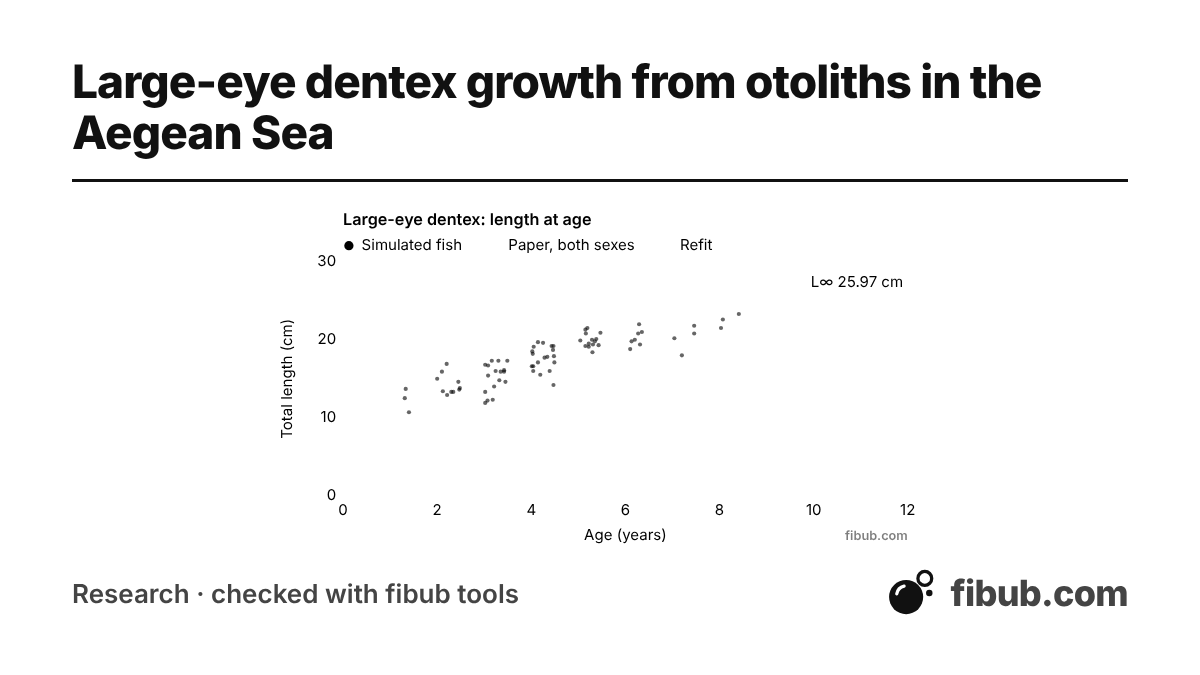 Large-eye dentex growth from otoliths in the
Aegean Sea
Large-eye dentex: length at age
Simulated fish Paper, both sexes Refit
30
L∞ 25.97 cm
20
Total length (cm)
10
0
0 2 4 6 8 10 12
Age (years)
fibub.com
Research · checked with fibub tools
fibub.com